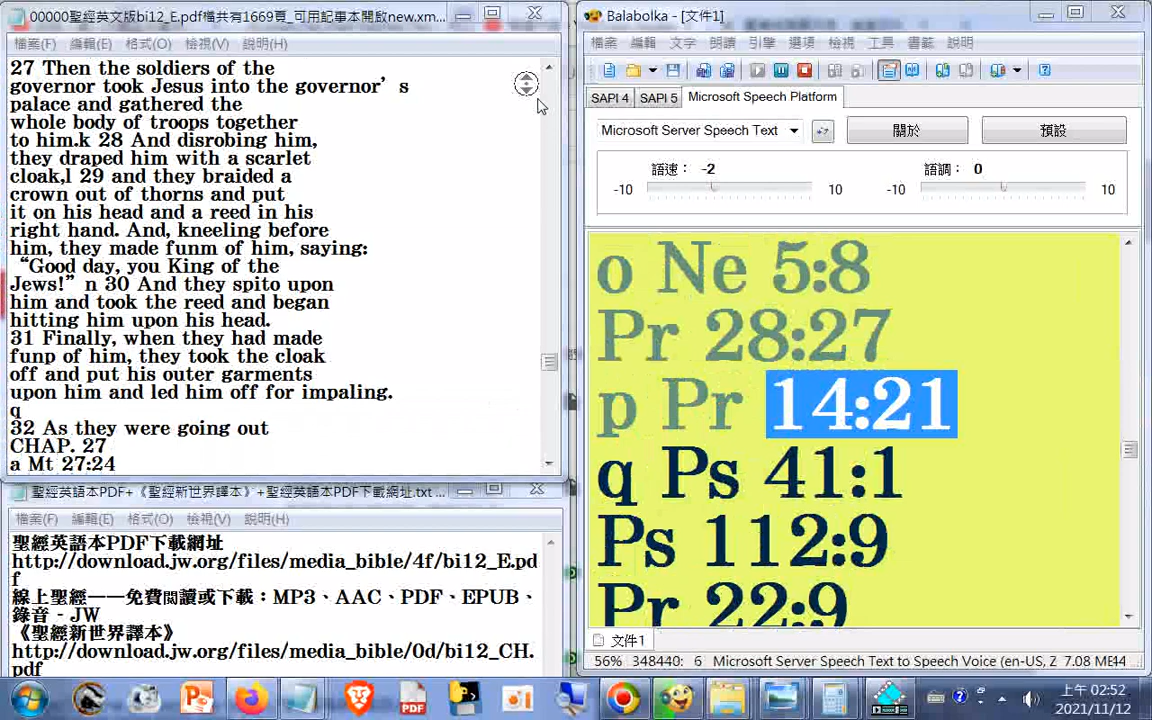 00000聖經英文版bi12_E.pdf檔共有1669頁_可用記事本開啟new.xm...
檔案(F) 編輯(E) 格式(O) 檢視(V) 說明(H)
27 Then the soldiers of the
governor took Jesus into the governor’s
palace and gathered the
whole body of troops together
to him.k 28 And disrobing him,
they draped him with a scarlet
cloak,l 29 and they braided a
crown out of thorns and put
it on his head and a reed in his
right hand. And, kneeling before
him, they made funm of him, saying:
“Good day, you King of the
Jews!” n 30 And they spito upon
him and took the reed and began
hitting him upon his head.
31 Finally, when they had made
funp of him, they took the cloak
off and put his outer garments
upon him and led him off for impaling.
q
32 As they were going out
CHAP. 27
a Mt 27:24
聖經英語本PDF+《聖經新世界譯本》+聖經英語本PDF下載網址.txt ...
檔案(F) 編輯(E) 格式(O) 檢視(V) 說明(H)
聖經英語本PDF下載網址
http://download.jw.org/files/media_bible/4f/bi12_E.pd
f
線上聖經——免費閱讀或下載：MP3、AAC、PDF、EPUB、
錄音 - JW
《聖經新世界譯本》
http://download.jw.org/files/media_bible/0d/bi12_CH.
pdf
Balabolka - [文件1]
檔案 編輯 文字 朗讀 引擎 選項 檢視 工具 書籤 說明
SAPI 4 SAPI 5 Microsoft Speech Platform
Microsoft Server Speech Text 關於 預設
語速： -2 語調： 0
-10 10 -10 10
o Ne 5:8
Pr 28:27
p Pr 14:21
q Ps 41:1
Ps 112:9
Pr 22:9
文件1
56% 348440: 6 Microsoft Server Speech Text to Speech Voice (en-US, Z 7.08 ME44
上午 02:52
2021/11/12